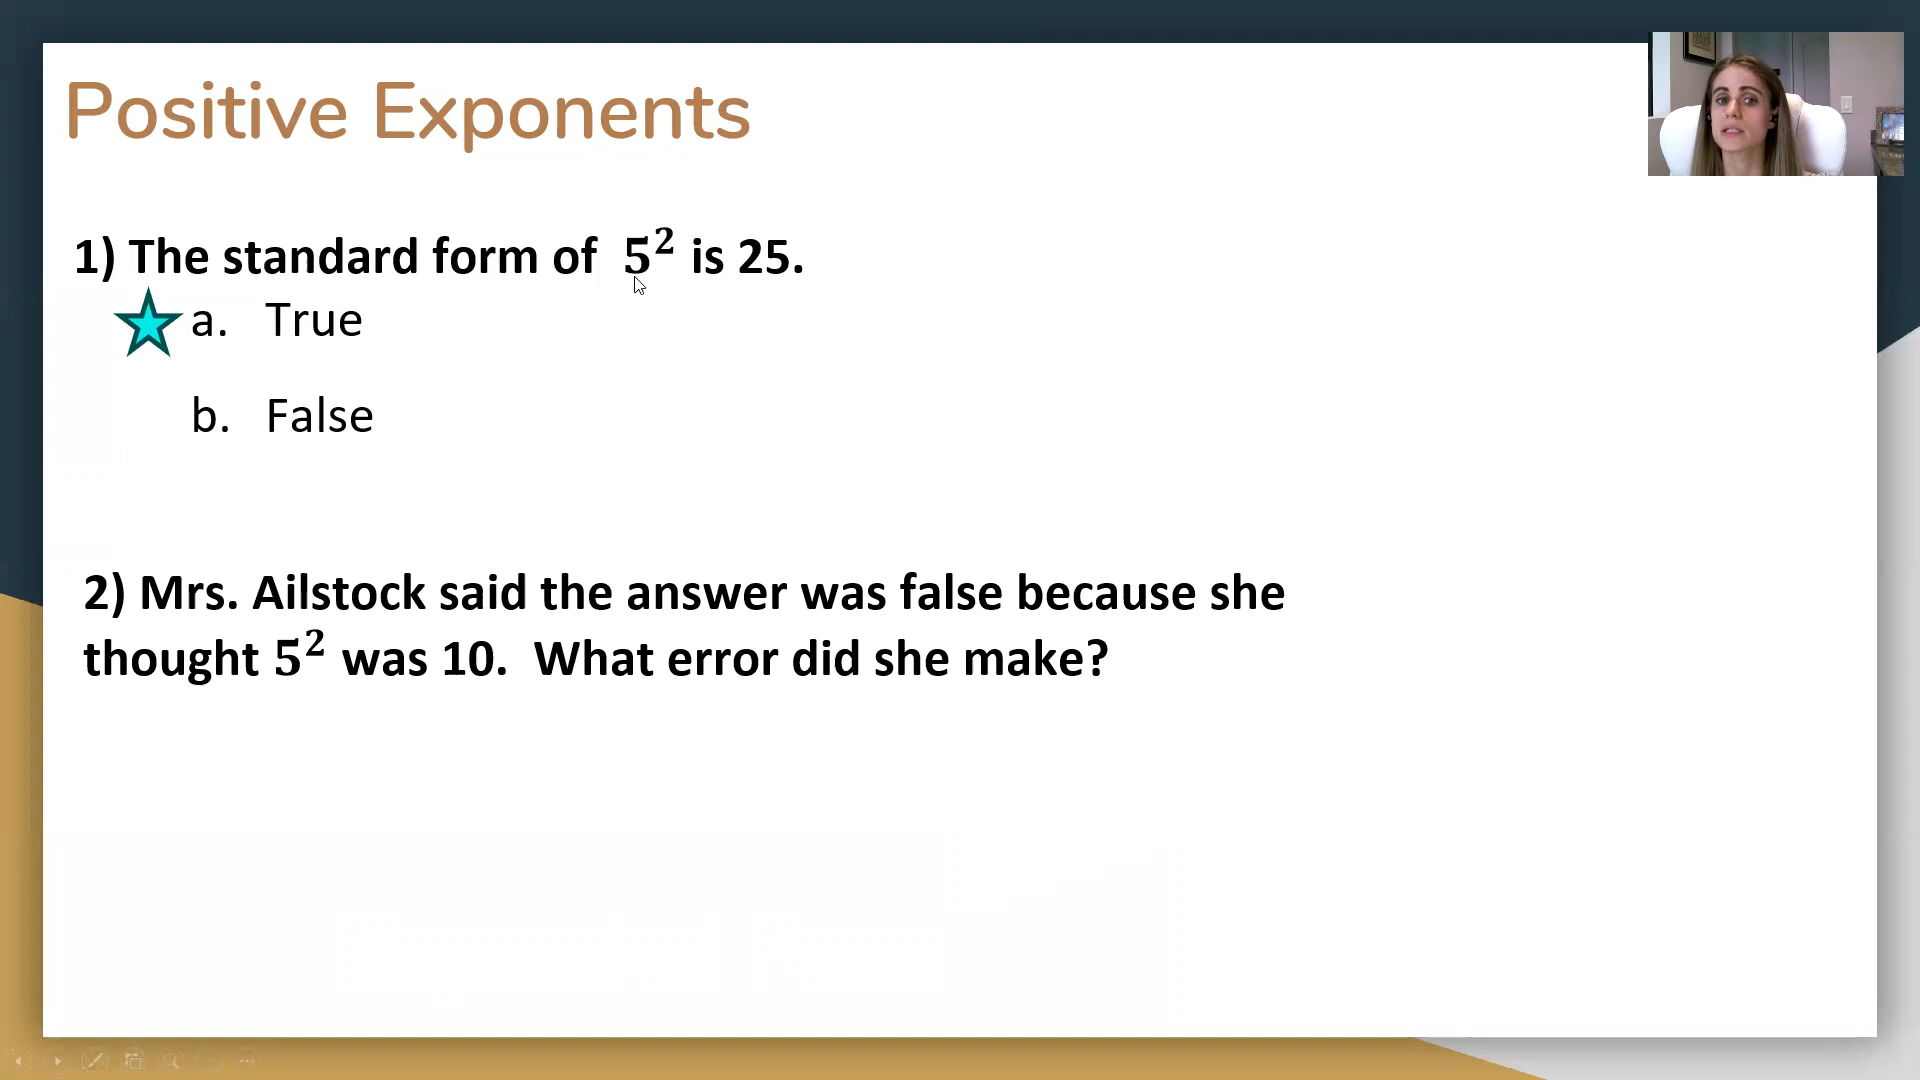 Positive Exponents
1) The standard form of 5² is 25.
a. True
b. False
2) Mrs. Ailstock said the answer was false because she
thought 5² was 10. What error did she make?